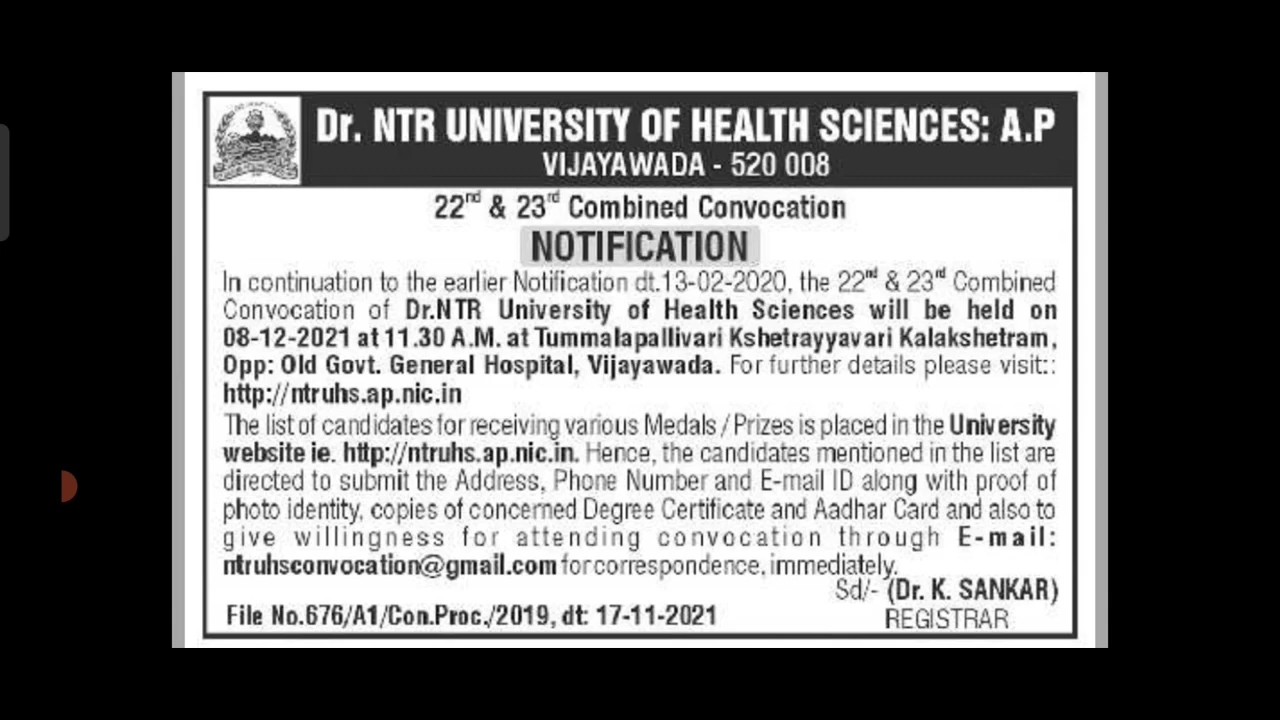 Dr. NTR UNIVERSITY OF HEALTH SCIENCES: A.P
VIJAYAWADA - 520 008
22nd & 23rd Combined Convocation
NOTIFICATION
In continuation to the earlier Notification dt.13-02-2020, the 22nd & 23rd Combined
Convocation of Dr.NTR University of Health Sciences will be held on
08-12-2021 at 11.30 A.M. at Tummalapallivari Kshetrayyavari Kalakshetram,
Opp: Old Govt. General Hospital, Vijayawada. For further details please visit::
http://ntruhs.ap.nic.in
The list of candidates for receiving various Medals / Prizes is placed in the University
website ie. http://ntruhs.ap.nic.in. Hence, the candidates mentioned in the list are
directed to submit the Address, Phone Number and E-mail ID along with proof of
photo identity, copies of concerned Degree Certificate and Aadhar Card and also to
give willingness for attending convocation through E-mail:
ntruhsconvocation@gmail.com for correspondence, immediately.
Sd/- (Dr. K. SANKAR)
File No.676/A1/Con.Proc./2019, dt: 17-11-2021
REGISTRAR